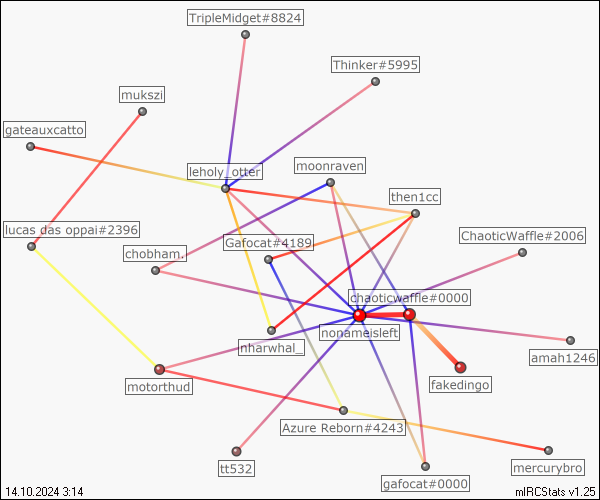 TripleMidget#8824
Thinker#5995
mukszi
gateauxcatto
leholy_otter
moonraven
then1cc
lucas das oppai#2396
Gafocat#4189
ChaoticWaffle#2006
chobham.
chaoticwaffle#0000
nonameisleft
nharwhal_
amah1246
motorthud
fakedingo
Azure Reborn#4243
tt532
mercurybro
gafocat#0000
14.10.2024 3:14
mIRCStats v1.25